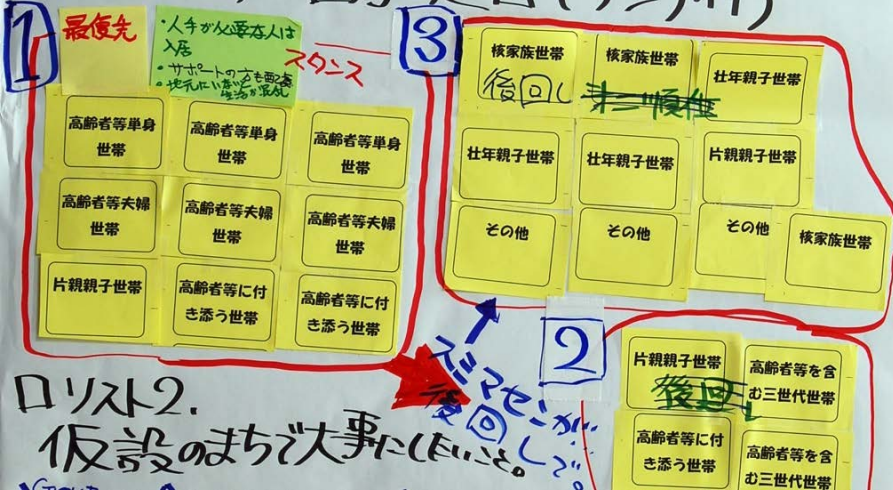 1
最優先
・人手が必要な人は
入居
・サポートの方も
・地元にいないと
スタンス
高齢者等単身
世帯
高齢者等単身
世帯
高齢者等単身
世帯
高齢者等夫婦
世帯
高齢者等夫婦
世帯
高齢者等夫婦
世帯
片親親子世帯
高齢者等に付
き添う世帯
高齢者等に付
き添う世帯
3
核家族世帯
後回し
核家族世帯
順位
壮年親子世帯
壮年親子世帯
壮年親子世帯
片親親子世帯
その他
その他
その他
核家族世帯
スミマセンが…
後回しで。
2
片親親子世帯
後回し
高齢者等を含
む三世代世帯
高齢者等に付
き添う世帯
高齢者等を含
む三世代世帯
ロリスト2.
仮設のまちで大事にしたいこと。